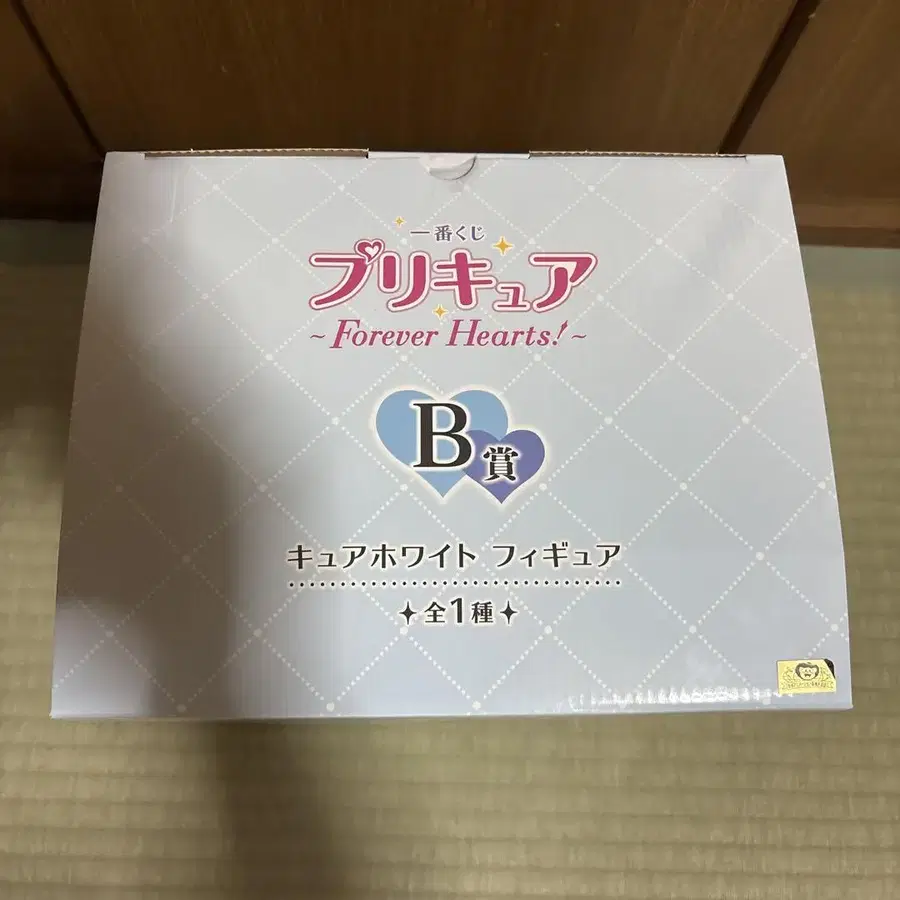 一番くじ
プリキュア
~Forever Hearts!~
B賞
キュアホワイト フィギュア
全1種